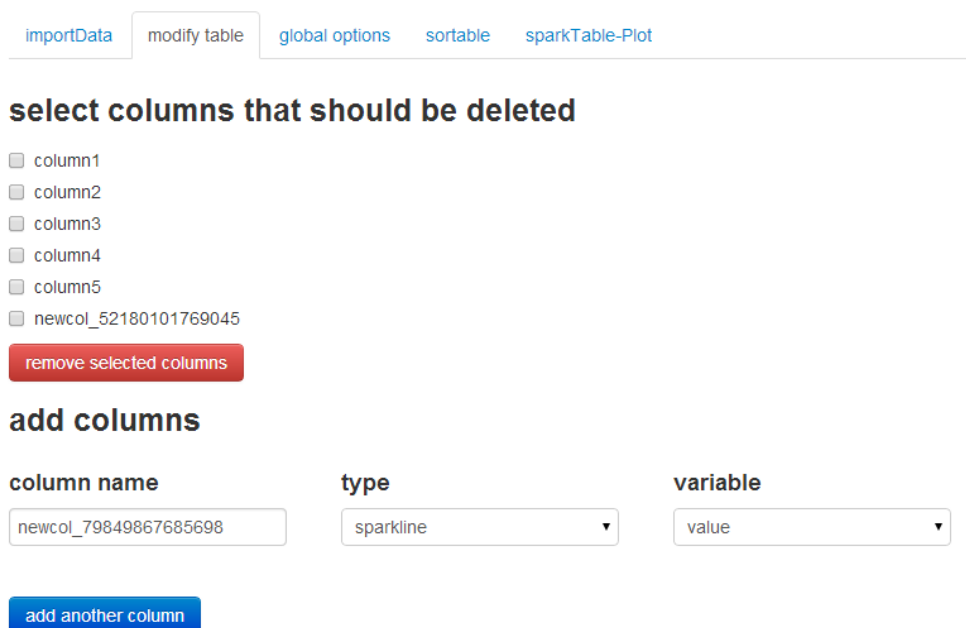 importData modify table global options sortable sparkTable-Plot
select columns that should be deleted
column1
column2
column3
column4
column5
newcol_52180101769045
remove selected columns
add columns
column name type variable
newcol_79849867685698 sparkline value
add another column